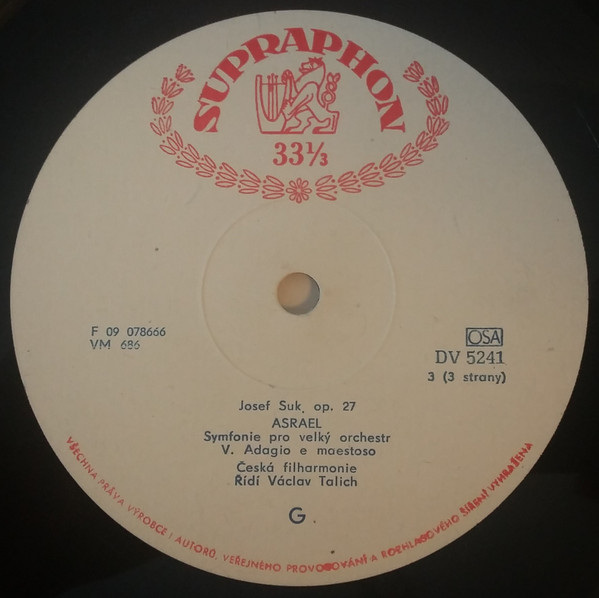 SUPRAPHON
33⅓
F 09 078666
VM 686
OSA
DV 5241
3 (3 strany)
Josef Suk, op. 27
ASRAEL
Symfonie pro velký orchestr
V. Adagio e maestoso
Česká filharmonie
Řídí Václav Talich
G
VŠECHNA PRÁVA VÝROBCE I AUTORŮ, VEŘEJNÉHO PROVOZOVÁNÍ A ROZHLASOVÉHO ŠÍŘENÍ VYHRAŽENA